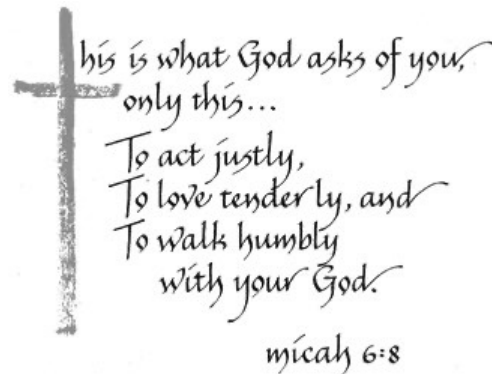 This is what God asks of you,
only this...
To act justly,
To love tenderly, and
To walk humbly
with your God.
micah 6:8